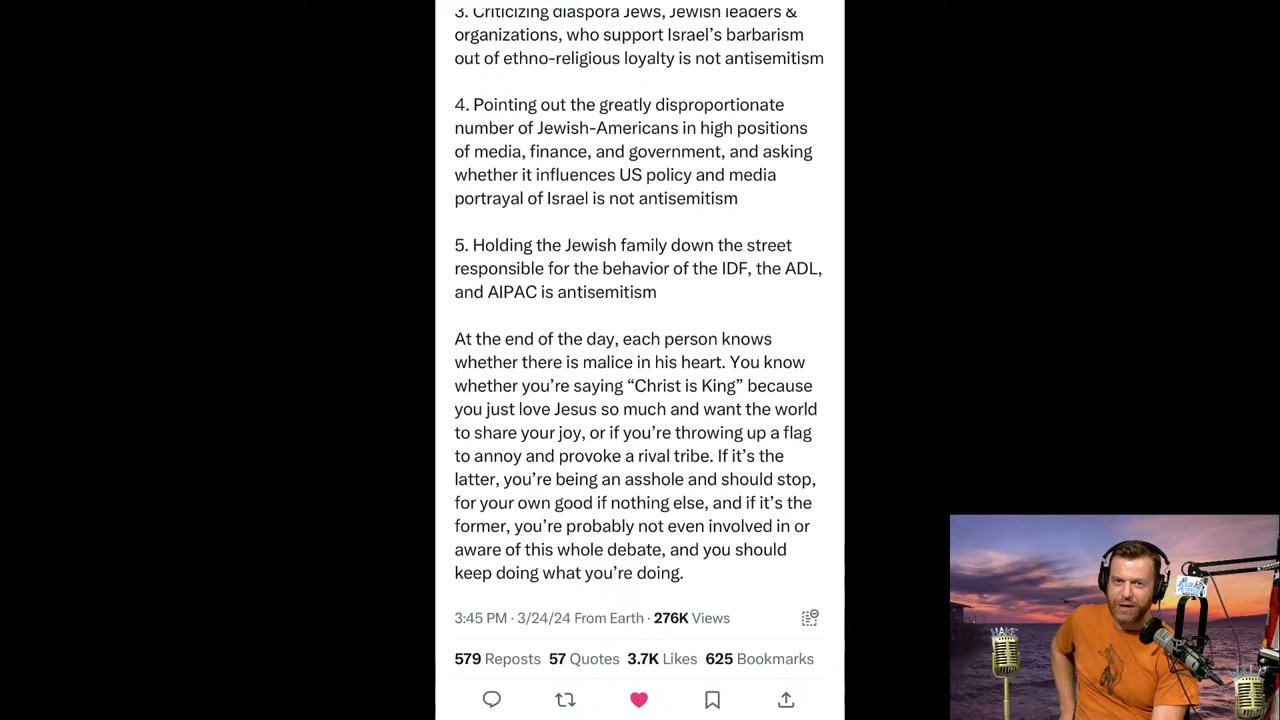 3. Criticizing diaspora Jews, Jewish leaders &
organizations, who support Israel's barbarism
out of ethno-religious loyalty is not antisemitism
4. Pointing out the greatly disproportionate
number of Jewish-Americans in high positions
of media, finance, and government, and asking
whether it influences US policy and media
portrayal of Israel is not antisemitism
5. Holding the Jewish family down the street
responsible for the behavior of the IDF, the ADL,
and AIPAC is antisemitism
At the end of the day, each person knows
whether there is malice in his heart. You know
whether you're saying “Christ is King” because
you just love Jesus so much and want the world
to share your joy, or if you're throwing up a flag
to annoy and provoke a rival tribe. If it's the
latter, you're being an asshole and should stop,
for your own good if nothing else, and if it's the
former, you're probably not even involved in or
aware of this whole debate, and you should
keep doing what you're doing.
3:45 PM · 3/24/24 From Earth · 276K Views
579 Reposts 57 Quotes 3.7K Likes 625 Bookmarks